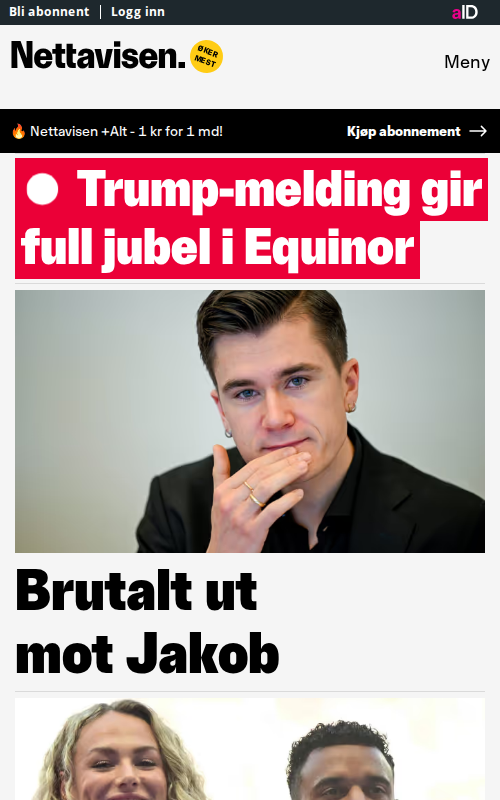 Bli abonnent
Logg inn
aID
Nettavisen.
ØKER
MEST
Meny
🔥 Nettavisen +Alt - 1 kr for 1 md!
Kjøp abonnement →
Trump-melding gir
full jubel i Equinor
Brutalt ut
mot Jakob